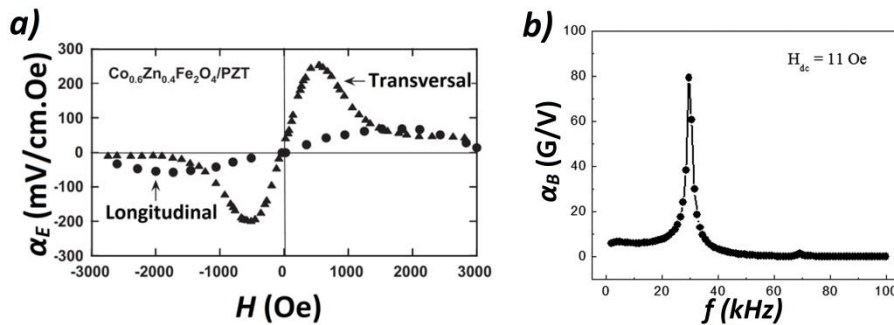 a)
α_E (mV/cm.Oe)
300
200
100
0
-100
-200
-300
Co₀.₆Zn₀.₄Fe₂O₄/PZT
Transversal
Longitudinal
-3000 -2000 -1000 0 1000 2000 3000
H (Oe)
b)
α_B (G/V)
100
80
60
40
20
0
H_dc = 11 Oe
0 20 40 60 80 100
f (kHz)